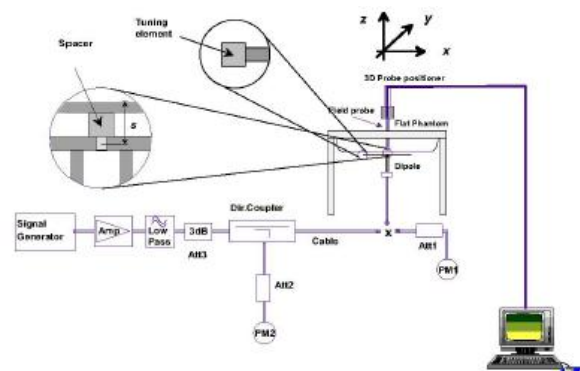 Tuning
element
Spacer
s
z
y
x
3D Probe positioner
Field probe
Flat Phantom
Dipole
Signal
Generator
Amp
Low
Pass
3dB
Att3
Dir.Coupler
Cable
x
Att1
PM1
Att2
PM2